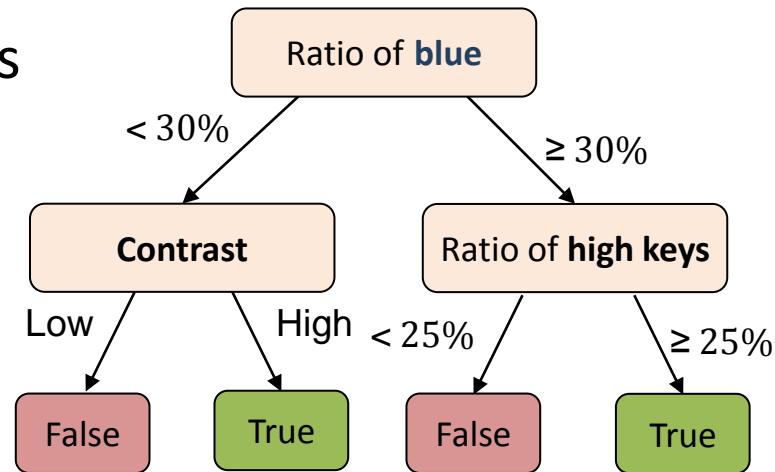 s
Ratio of blue
< 30%
≥ 30%
Contrast
Ratio of high keys
Low
High
< 25%
≥ 25%
False
True
False
True